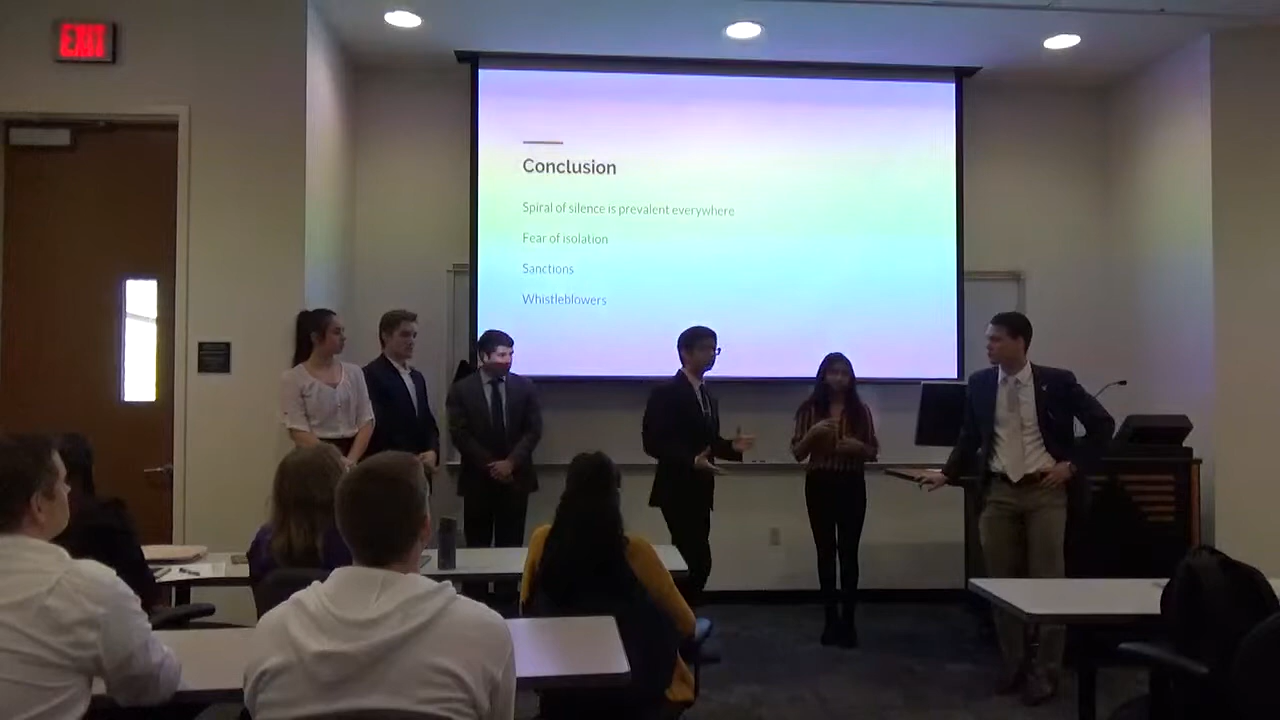 EXIT
Conclusion
Spiral of silence is prevalent everywhere
Fear of isolation
Sanctions
Whistleblowers